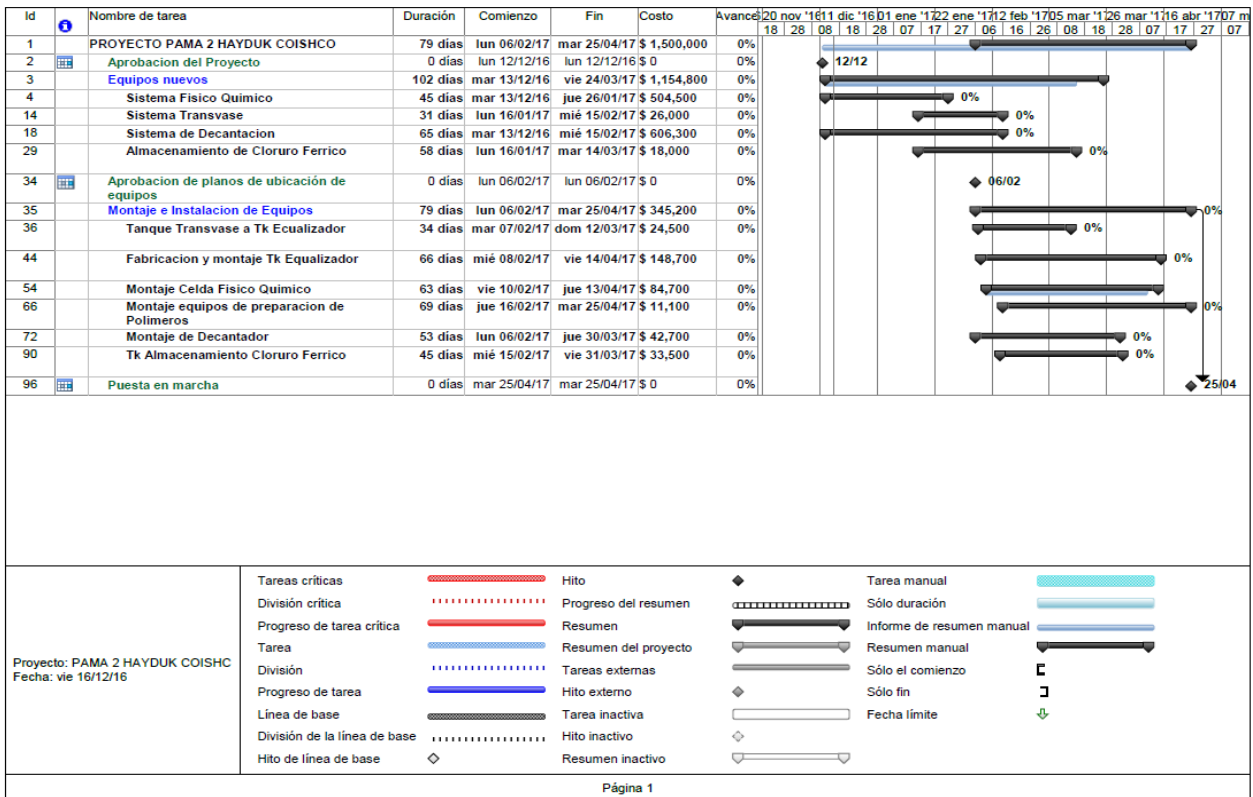 Id Nombre de tarea Duración Comienzo Fin Costo Avance 20 nov '16 11 dic '16 01 ene '17 22 ene '17 12 feb '17 05 mar '17 26 mar '17 16 abr '17 07 m
18 28 08 18 28 07 17 27 06 16 26 08 18 28 07 17 27 07
1 PROYECTO PAMA 2 HAYDUK COISHCO 79 días lun 06/02/17 mar 25/04/17 $ 1,500,000 0%
2 Aprobacion del Proyecto 0 días lun 12/12/16 lun 12/12/16 $ 0 0% 12/12
3 Equipos nuevos 102 días mar 13/12/16 vie 24/03/17 $ 1,154,800 0%
4 Sistema Fisico Quimico 45 días mar 13/12/16 jue 26/01/17 $ 504,500 0% 0%
14 Sistema Transvase 31 días lun 16/01/17 mié 15/02/17 $ 26,000 0% 0%
18 Sistema de Decantacion 65 días mar 13/12/16 mié 15/02/17 $ 606,300 0% 0%
29 Almacenamiento de Cloruro Ferrico 58 días lun 16/01/17 mar 14/03/17 $ 18,000 0% 0%
34 Aprobacion de planos de ubicación de 0 días lun 06/02/17 lun 06/02/17 $ 0 0% 06/02
equipos
35 Montaje e Instalacion de Equipos 79 días lun 06/02/17 mar 25/04/17 $ 345,200 0% 0%
36 Tanque Transvase a Tk Ecualizador 34 días mar 07/02/17 dom 12/03/17 $ 24,500 0% 0%
44 Fabricacion y montaje Tk Equalizador 66 días mié 08/02/17 vie 14/04/17 $ 148,700 0% 0%
54 Montaje Celda Fisico Quimico 63 días vie 10/02/17 jue 13/04/17 $ 84,700 0%
66 Montaje equipos de preparacion de 69 días jue 16/02/17 mar 25/04/17 $ 11,100 0% 0%
Polimeros
72 Montaje de Decantador 53 días lun 06/02/17 jue 30/03/17 $ 42,700 0% 0%
90 Tk Almacenamiento Cloruro Ferrico 45 días mié 15/02/17 vie 31/03/17 $ 33,500 0% 0%
96 Puesta en marcha 0 días mar 25/04/17 mar 25/04/17 $ 0 0% 25/04
Proyecto: PAMA 2 HAYDUK COISHC
Fecha: vie 16/12/16
Tareas críticas
División crítica
Progreso de tarea crítica
Tarea
División
Progreso de tarea
Línea de base
División de la línea de base
Hito de línea de base
Hito
Progreso del resumen
Resumen
Resumen del proyecto
Tareas externas
Hito externo
Tarea inactiva
Hito inactivo
Resumen inactivo
Tarea manual
Sólo duración
Informe de resumen manual
Resumen manual
Sólo el comienzo
Sólo fin
Fecha límite
Página 1